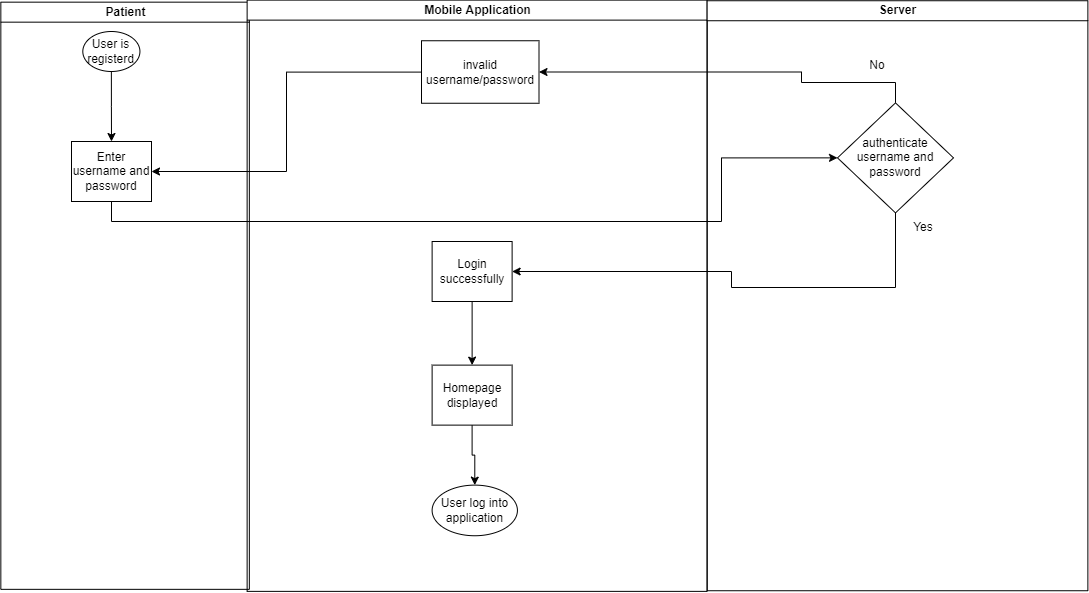 Patient
Mobile Application
Server
User is
registerd
invalid
username/password
No
Enter
username and
password
authenticate
username and
password
Yes
Login
successfully
Homepage
displayed
User log into
application